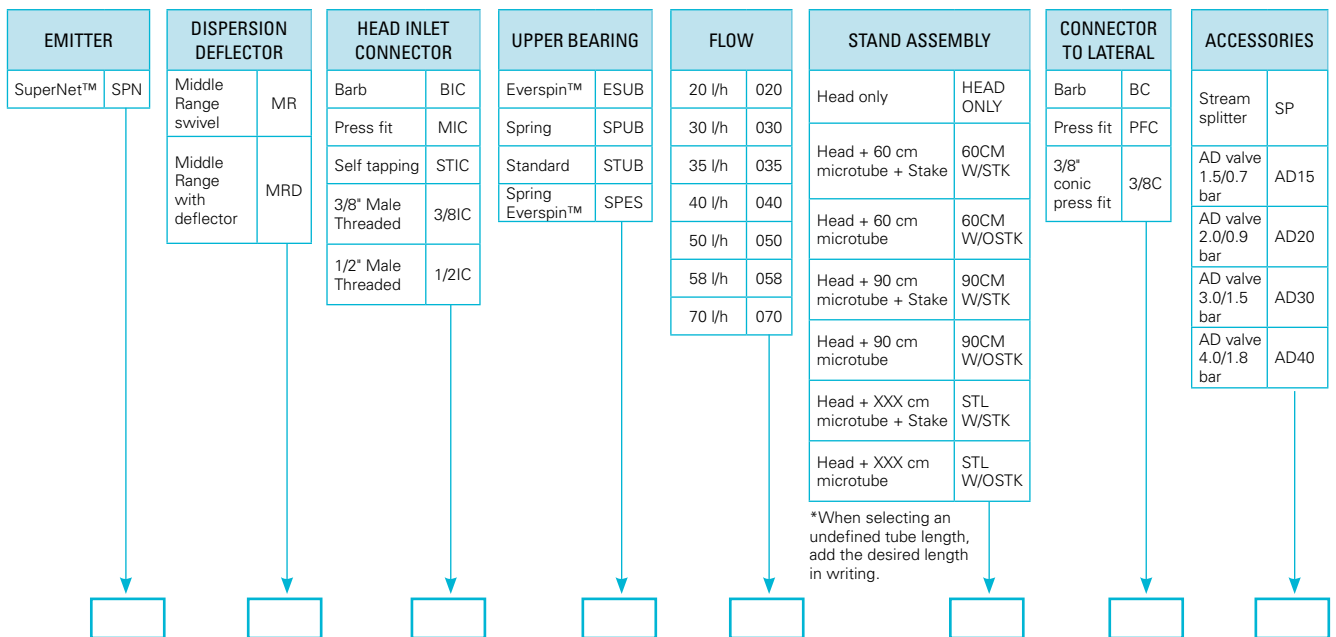 EMITTER
SuperNet™ SPN
DISPERSION
DEFLECTOR
Middle
Range
swivel
MR
Middle
Range
with
deflector
MRD
HEAD INLET
CONNECTOR
Barb BIC
Press fit MIC
Self tapping STIC
3/8" Male
Threaded
3/8IC
1/2" Male
Threaded
1/2IC
UPPER BEARING
Everspin™ ESUB
Spring SPUB
Standard STUB
Spring
Everspin™
SPES
FLOW
20 l/h 020
30 l/h 030
35 l/h 035
40 l/h 040
50 l/h 050
58 l/h 058
70 l/h 070
STAND ASSEMBLY
Head only
HEAD
ONLY
Head + 60 cm
microtube + Stake
60CM
W/STK
Head + 60 cm
microtube
60CM
W/OSTK
Head + 90 cm
microtube + Stake
90CM
W/STK
Head + 90 cm
microtube
90CM
W/OSTK
Head + XXX cm
microtube + Stake
STL
W/STK
Head + XXX cm
microtube
STL
W/OSTK
*When selecting an
undefined tube length,
add the desired length
in writing.
CONNECTOR
TO LATERAL
Barb BC
Press fit PFC
3/8"
conic
press fit
3/8C
ACCESSORIES
Stream
splitter
SP
AD valve
1.5/0.7
bar
AD15
AD valve
2.0/0.9
bar
AD20
AD valve
3.0/1.5
bar
AD30
AD valve
4.0/1.8
bar
AD40